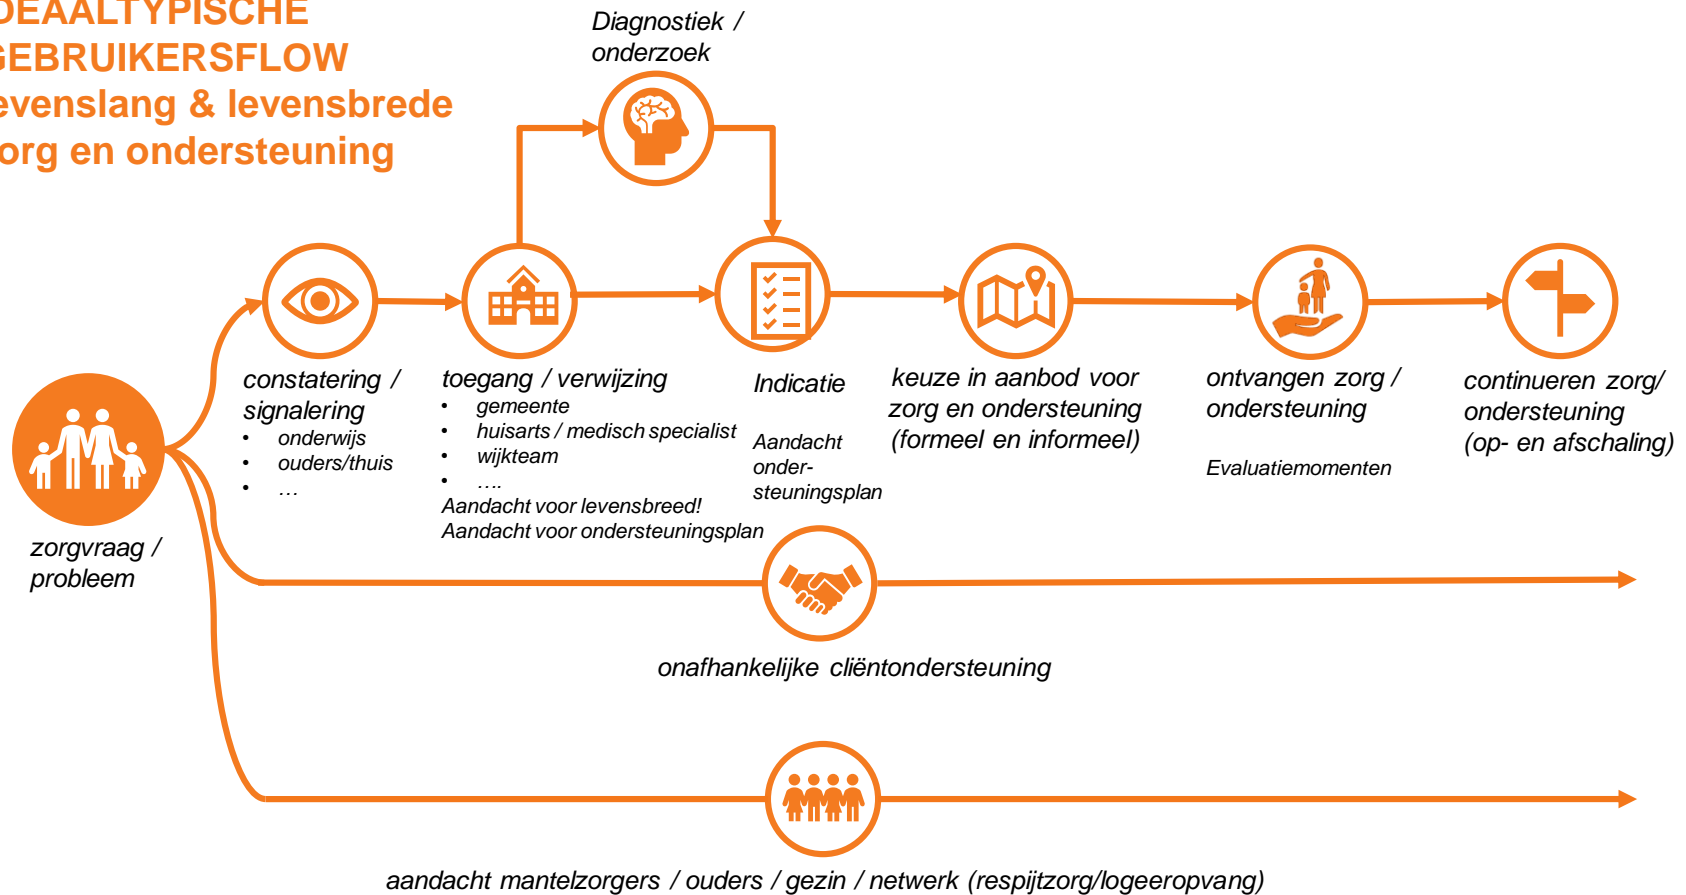 DEAALTYPISCHE
GEBRUIKERSFLOW
evenslang & levensbrede
org en ondersteuning
Diagnostiek /
onderzoek
constatering /
signalering
• onderwijs
• ouders/thuis
• …
toegang / verwijzing
• gemeente
• huisarts / medisch specialist
• wijkteam
• ….
Aandacht voor levensbreed!
Aandacht voor ondersteuningsplan
Indicatie
Aandacht
onder-
steuningsplan
keuze in aanbod voor
zorg en ondersteuning
(formeel en informeel)
ontvangen zorg /
ondersteuning
Evaluatiemomenten
continueren zorg/
ondersteuning
(op- en afschaling)
zorgvraag /
probleem
onafhankelijke cliëntondersteuning
aandacht mantelzorgers / ouders / gezin / netwerk (respijtzorg/logeeropvang)